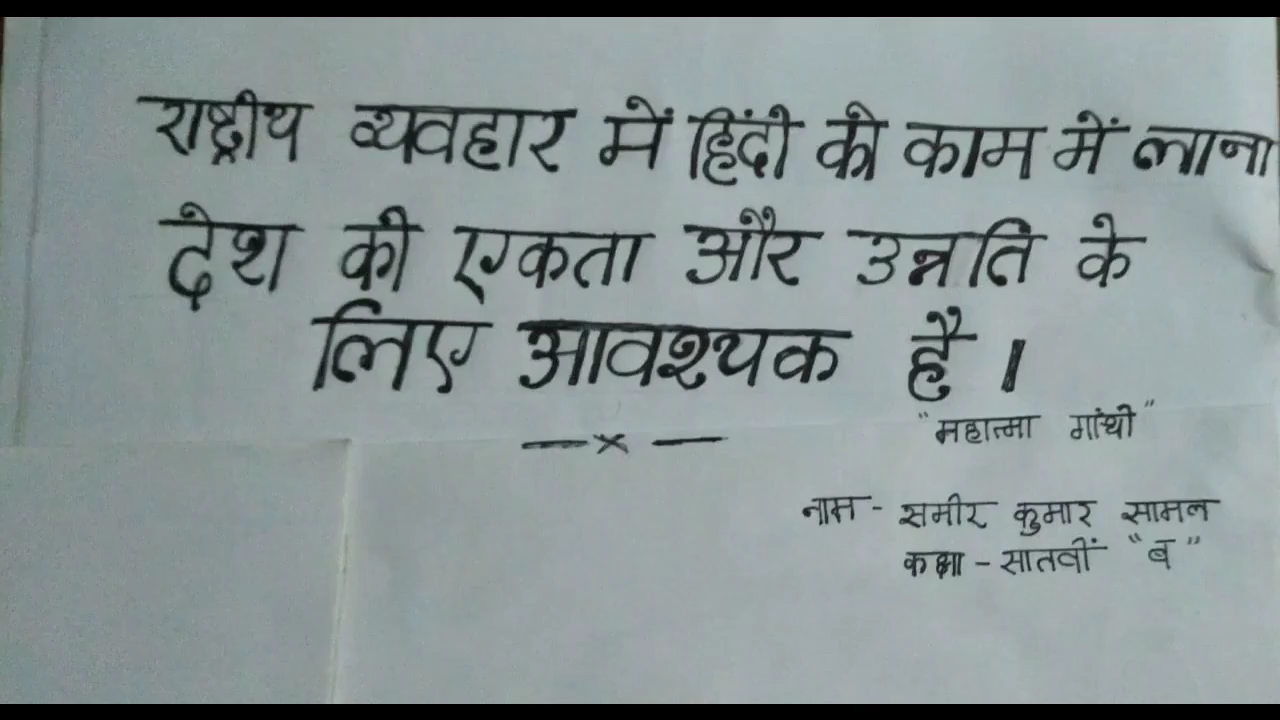 राष्ट्रीय व्यवहार में हिंदी को काम में लाना
देश की एकता और उन्नति के
लिए आवश्यक है ।
"महात्मा गांधी"
—×—
नाम - समीर कुमार सामल
कक्षा - सातवीं "ब"